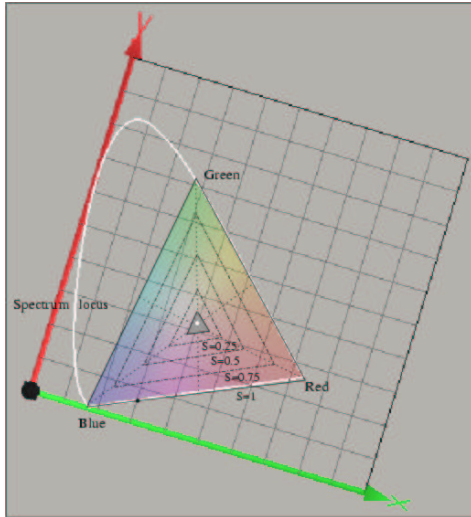 Y
Green
Spectrum locus
S=0.25
S=0.5
S=0.75
Red
S=1
Blue
X